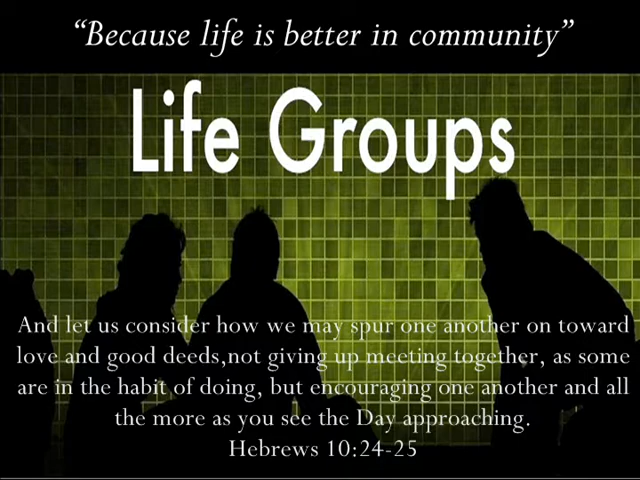 “Because life is better in community”
Life Groups
And let us consider how we may spur one another on toward
love and good deeds,not giving up meeting together, as some
are in the habit of doing, but encouraging one another and all
the more as you see the Day approaching.
Hebrews 10:24-25